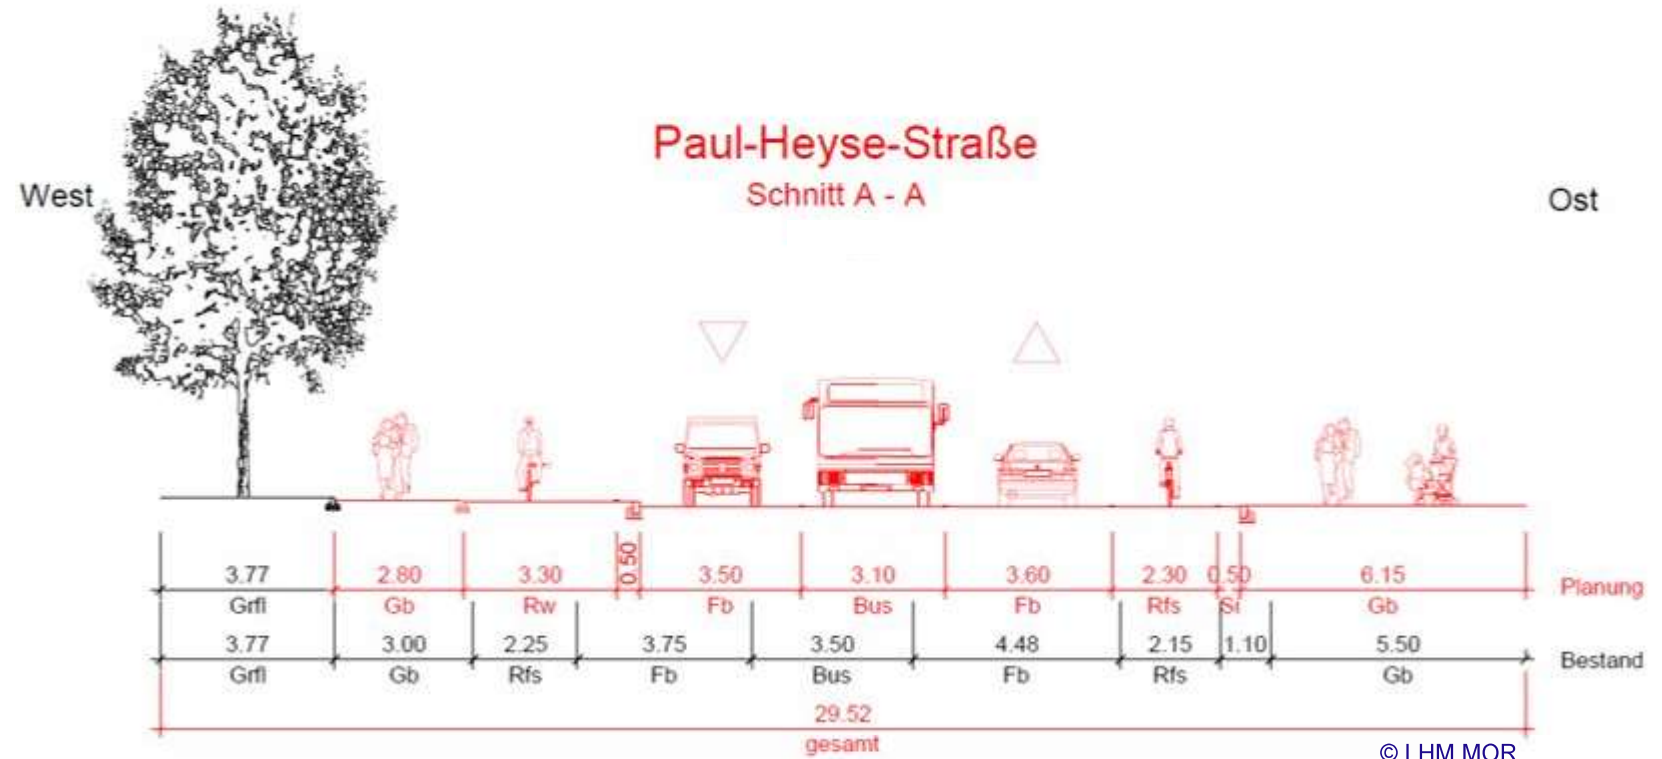 Paul-Heyse-Straße
Schnitt A - A
West
Ost
3.77 2.80 3.30 0.50 3.50 3.10 3.60 2.30 0.50 6.15 Planung
Grfl Gb Rw Fb Bus Fb Rfs Si Gb
3.77 3.00 2.25 3.75 3.50 4.48 2.15 1.10 5.50 Bestand
Grfl Gb Rfs Fb Bus Fb Rfs Gb
29.52
gesamt
© LHM MOR